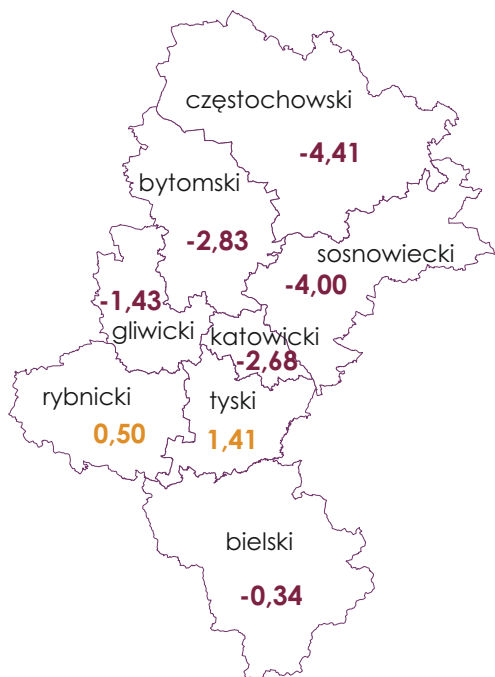 częstochowski
-4,41
bytomski
-2,83
sosnowiecki
-4,00
-1,43
gliwicki
katowicki
-2,68
rybnicki
0,50
tyski
1,41
bielski
-0,34